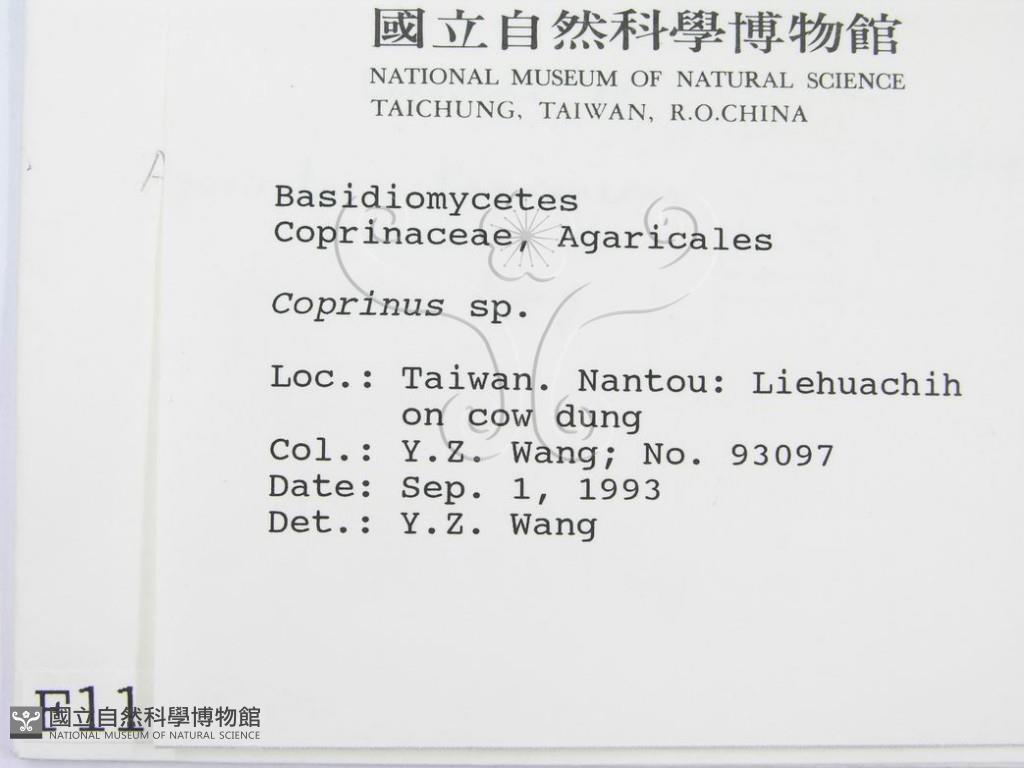 國立自然科學博物館
NATIONAL MUSEUM OF NATURAL SCIENCE
TAICHUNG, TAIWAN, R.O.CHINA
A
Basidiomycetes
Coprinaceae, Agaricales
Coprinus sp.
Loc.: Taiwan. Nantou: Liehuachih
on cow dung
Col.: Y.Z. Wang; No. 93097
Date: Sep. 1, 1993
Det.: Y.Z. Wang
F11
國立自然科學博物館
NATIONAL MUSEUM OF NATURAL SCIENCE